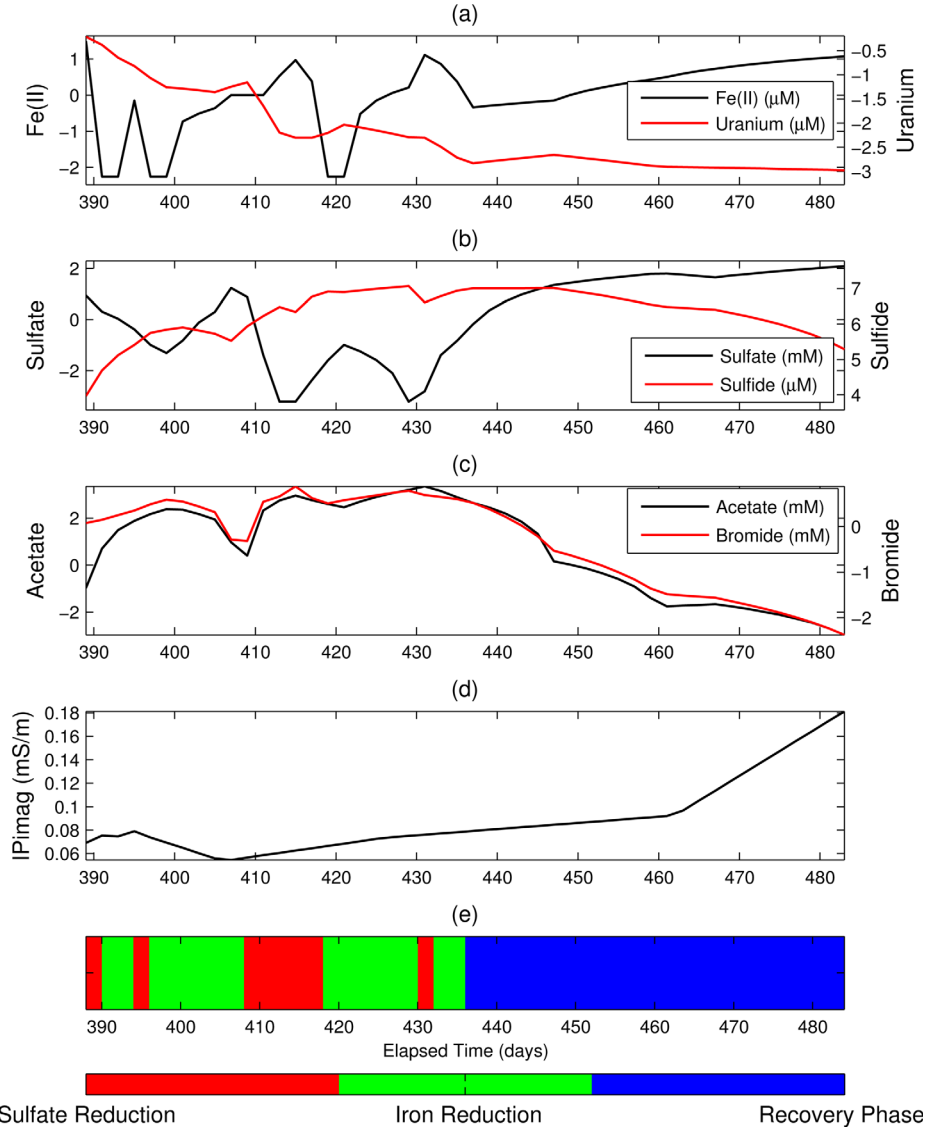 (a)
Fe(II)
1
0
−1
−2
−0.5
−1
−1.5
−2
−2.5
−3
Uranium
Fe(II) (μM)
Uranium (μM)
390 400 410 420 430 440 450 460 470 480
(b)
Sulfate
2
0
−2
7
6
5
4
Sulfide
Sulfate (mM)
Sulfide (μM)
390 400 410 420 430 440 450 460 470 480
(c)
Acetate
2
0
−2
0
−1
−2
Bromide
Acetate (mM)
Bromide (mM)
390 400 410 420 430 440 450 460 470 480
(d)
IPimag (mS/m)
0.18
0.16
0.14
0.12
0.1
0.08
0.06
390 400 410 420 430 440 450 460 470 480
(e)
390 400 410 420 430 440 450 460 470 480
Elapsed Time (days)
Sulfate Reduction Iron Reduction Recovery Phase